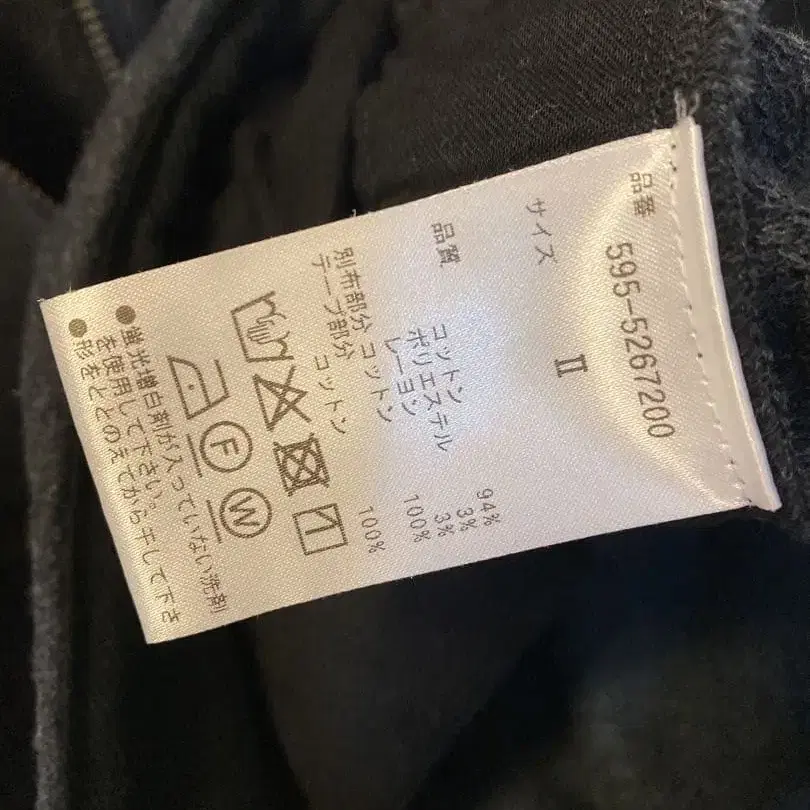 品番 595-5267200
サイズ II
品質 コットン 94%
ポリエステル 3%
レーヨン 3%
別布部分 コットン 100%
テープ部分 コットン 100%
F W
●蛍光増白剤が入っていない洗剤
を使用して下さい。
●形をととのえてから干して下さ